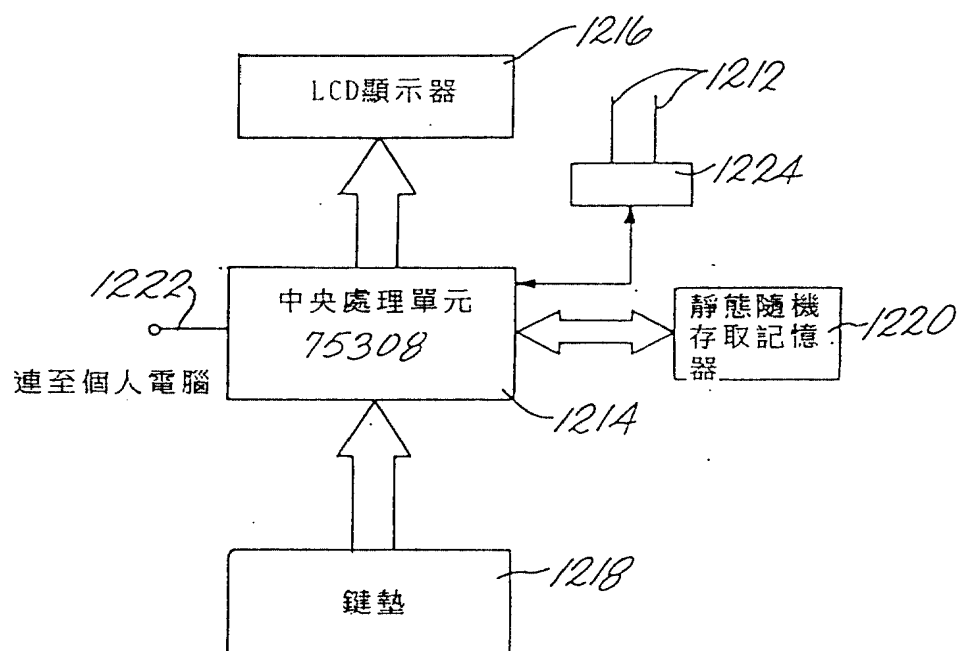 1216
LCD顯示器
1212
1224
1222
中央處理單元
75308
靜態隨機
存取記憶
器
1220
連至個人電腦
1214
1218
鍵墊